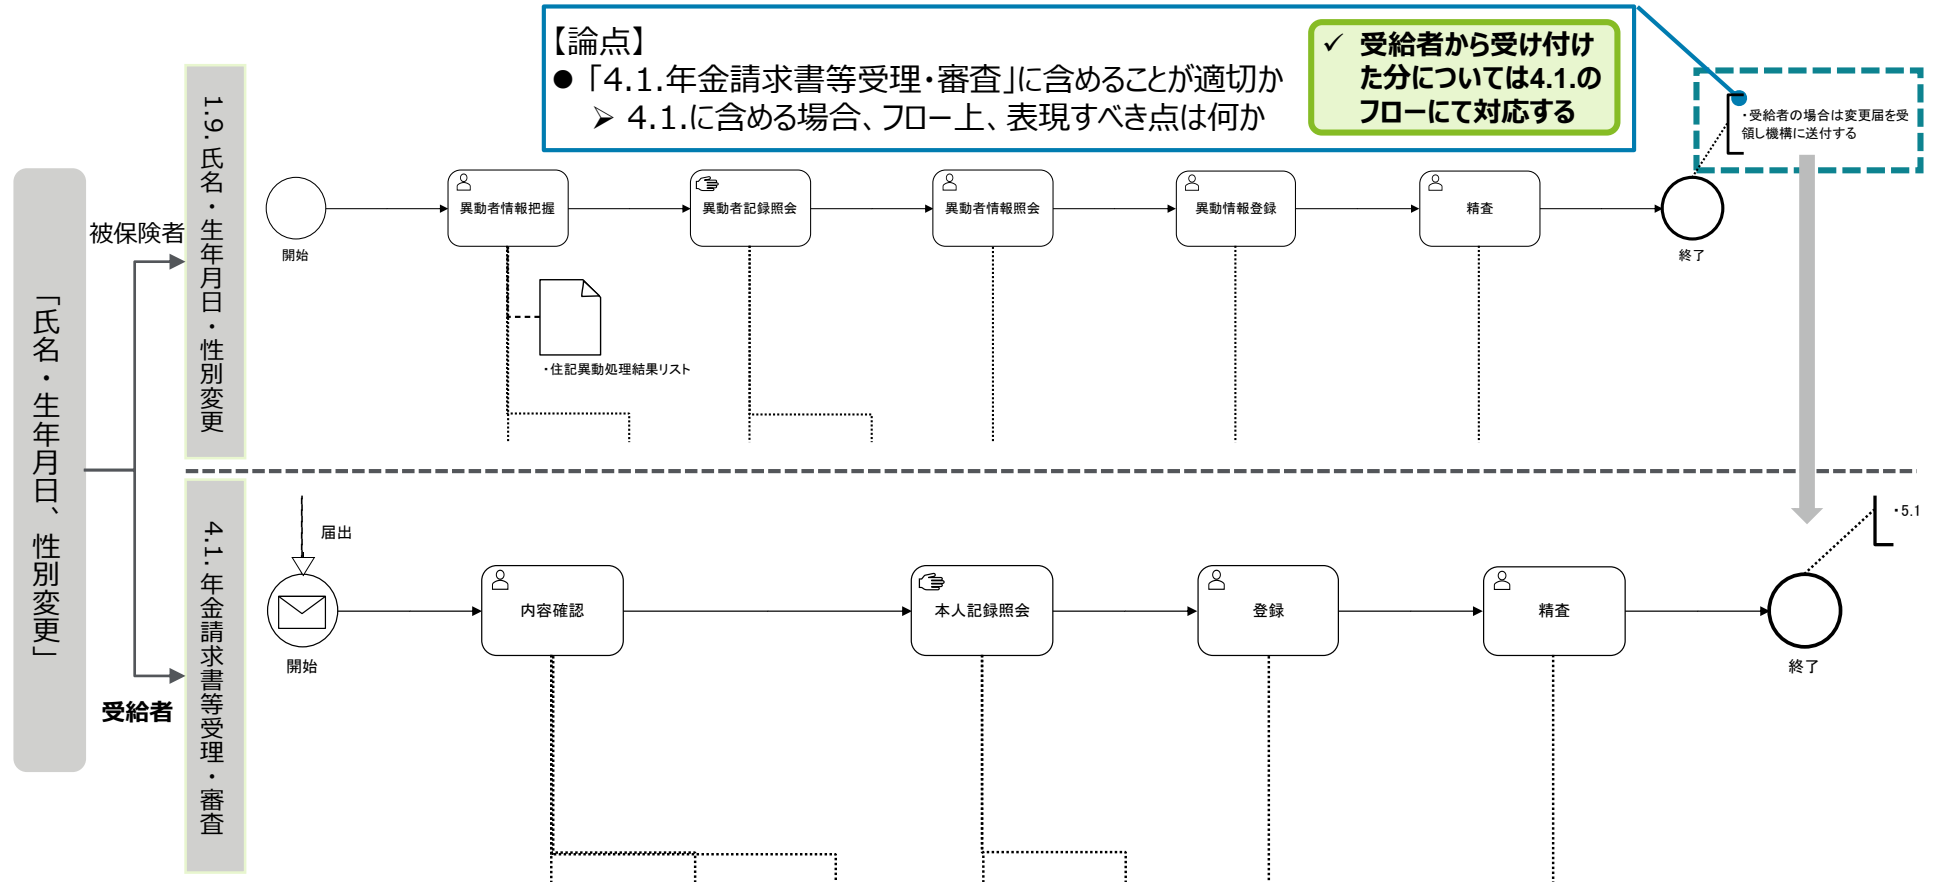 【論点】
● 「4.1.年金請求書等受理・審査」に含めることが適切か
➢ 4.1.に含める場合、フロー上、表現すべき点は何か
✓ 受給者から受け付け
た分については4.1.の
フローにて対応する
・受給者の場合は変更届を受
領し機構に送付する
「氏名・生年月日、性別変更」
被保険者
受給者
1.9.氏名・生年月日・性別変更
開始
異動者情報把握
異動者記録照会
異動者情報照会
異動情報登録
精査
終了
・住記異動処理結果リスト
4.1.年金請求書等受理・審査
届出
開始
内容確認
本人記録照会
登録
精査
終了
・5.1